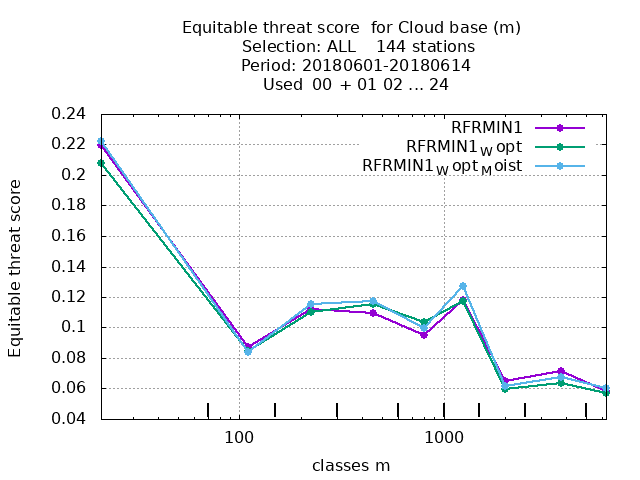 Equitable threat score  for Cloud base (m)
Selection: ALL    144 stations
Period: 20180601-20180614
Used  00 + 01 02 ... 24
0.24
0.22
0.2
0.18
0.16
0.14
0.12
0.1
0.08
0.06
0.04
Equitable threat score
RFRMIN1
RFRMIN1Wopt
RFRMIN1WoptMoist
100
1000
classes m